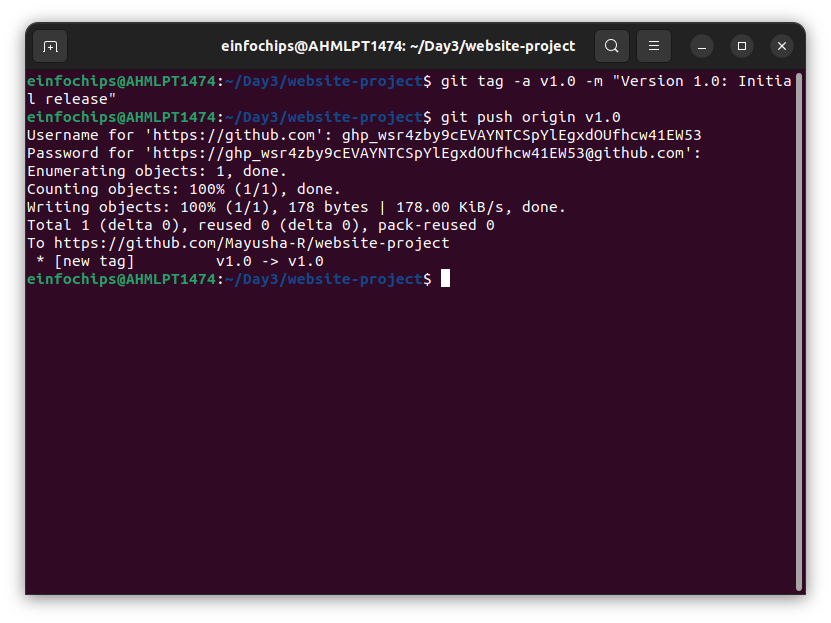 einfochips@AHMLPT1474: ~/Day3/website-project
einfochips@AHMLPT1474:~/Day3/website-project$ git tag -a v1.0 -m "Version 1.0: Initia
l release"
einfochips@AHMLPT1474:~/Day3/website-project$ git push origin v1.0
Username for 'https://github.com': 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
Password for 'https://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@github.com':
Enumerating objects: 1, done.
Counting objects: 100% (1/1), done.
Writing objects: 100% (1/1), 178 bytes | 178.00 KiB/s, done.
Total 1 (delta 0), reused 0 (delta 0), pack-reused 0
To https://github.com/Mayusha-R/website-project
 * [new tag]         v1.0 -> v1.0
einfochips@AHMLPT1474:~/Day3/website-project$